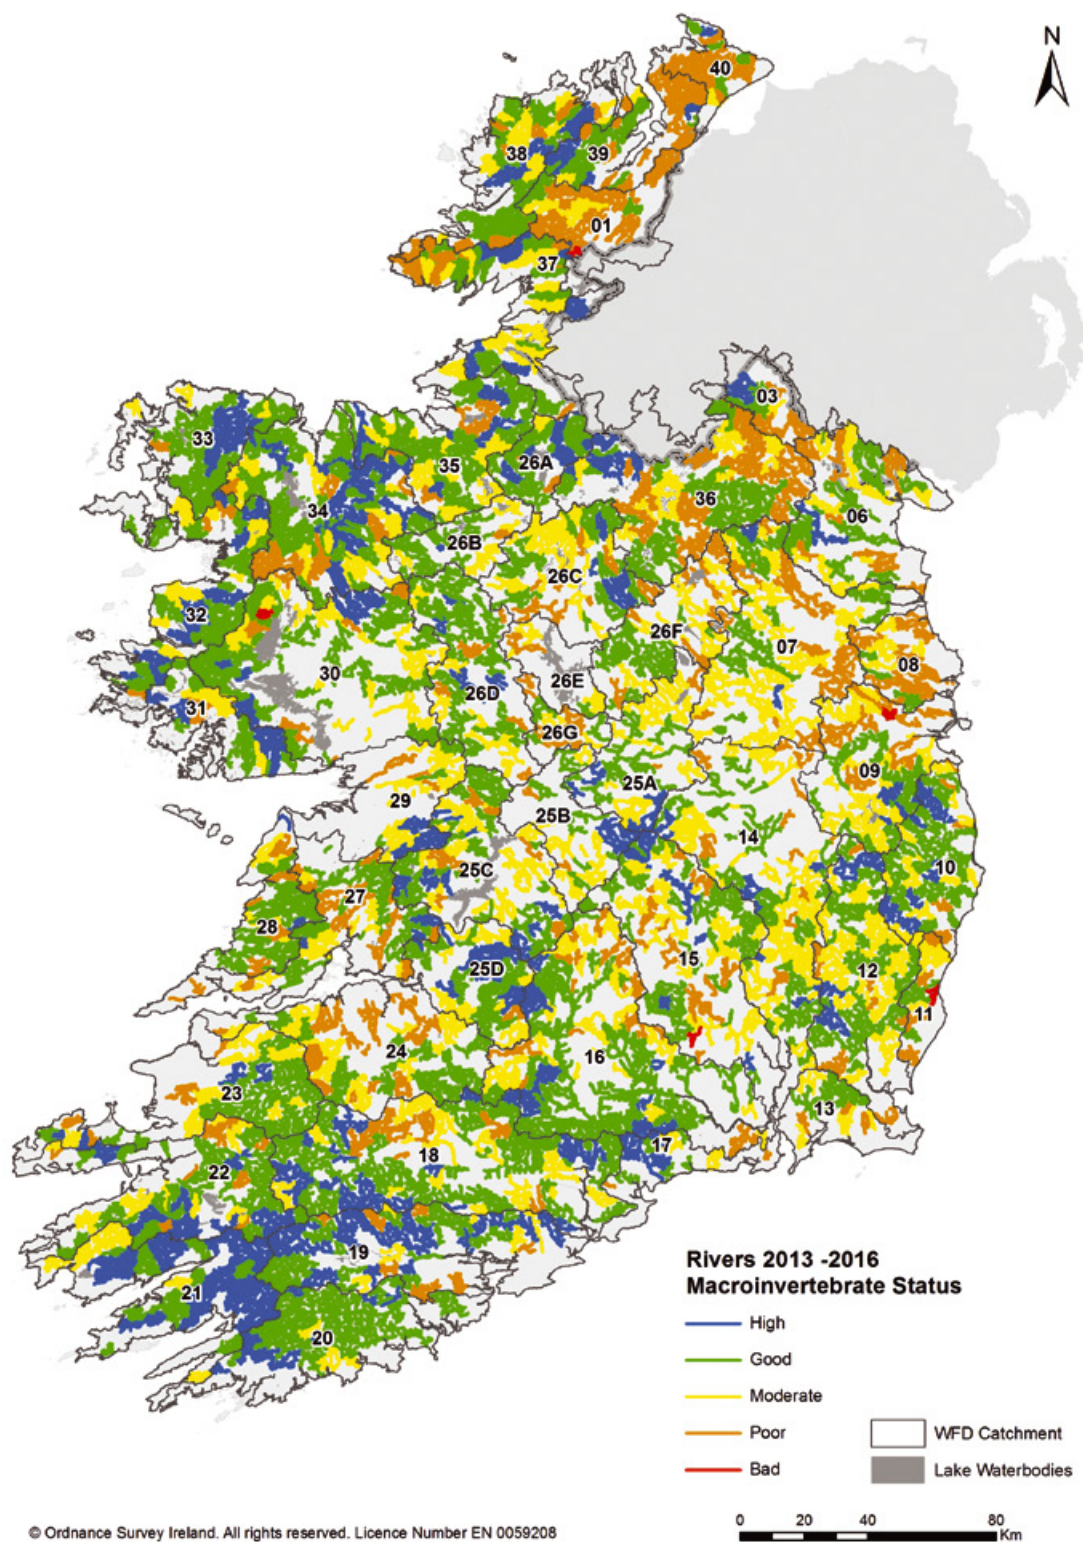 N
40
38
39
01
37
03
33
35
26A
36
06
34
26B
26C
32
26F
07
08
30
26D
26E
31
26G
09
29
25A
25B
14
25C
10
27
28
25D
15
12
11
24
16
23
13
17
18
22
19
21
20
Rivers 2013 -2016
Macroinvertebrate Status
High
Good
Moderate
Poor
WFD Catchment
Bad
Lake Waterbodies
© Ordnance Survey Ireland. All rights reserved. Licence Number EN 0059208
0 20 40 80
Km